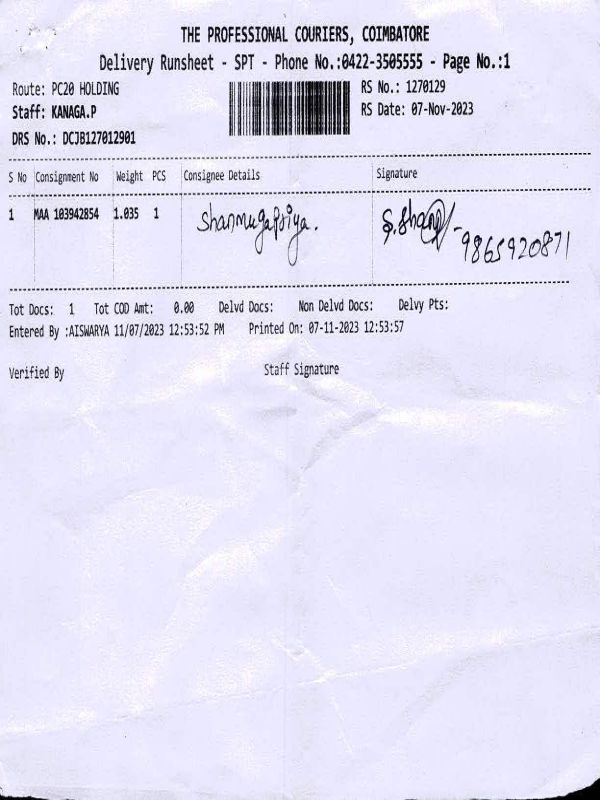 THE PROFESSIONAL COURIERS, COIMBATORE
Delivery Runsheet - SPT - Phone No.:0422-3505555 - Page No.:1
Route: PC20 HOLDING RS No.: 1270129
Staff: KANAGA.P RS Date: 07-Nov-2023
DRS No.: DCJB127012901
S No Consignment No Weight PCS Consignee Details Signature
1 MAA 103942854 1.035 1 Shanmugapriya. S.Shan
9865920871
Tot Docs: 1 Tot COD Amt: 0.00 Delvd Docs: Non Delvd Docs: Delvy Pts:
Entered By :AISWARYA 11/07/2023 12:53:52 PM Printed On: 07-11-2023 12:53:57
Verified By Staff Signature